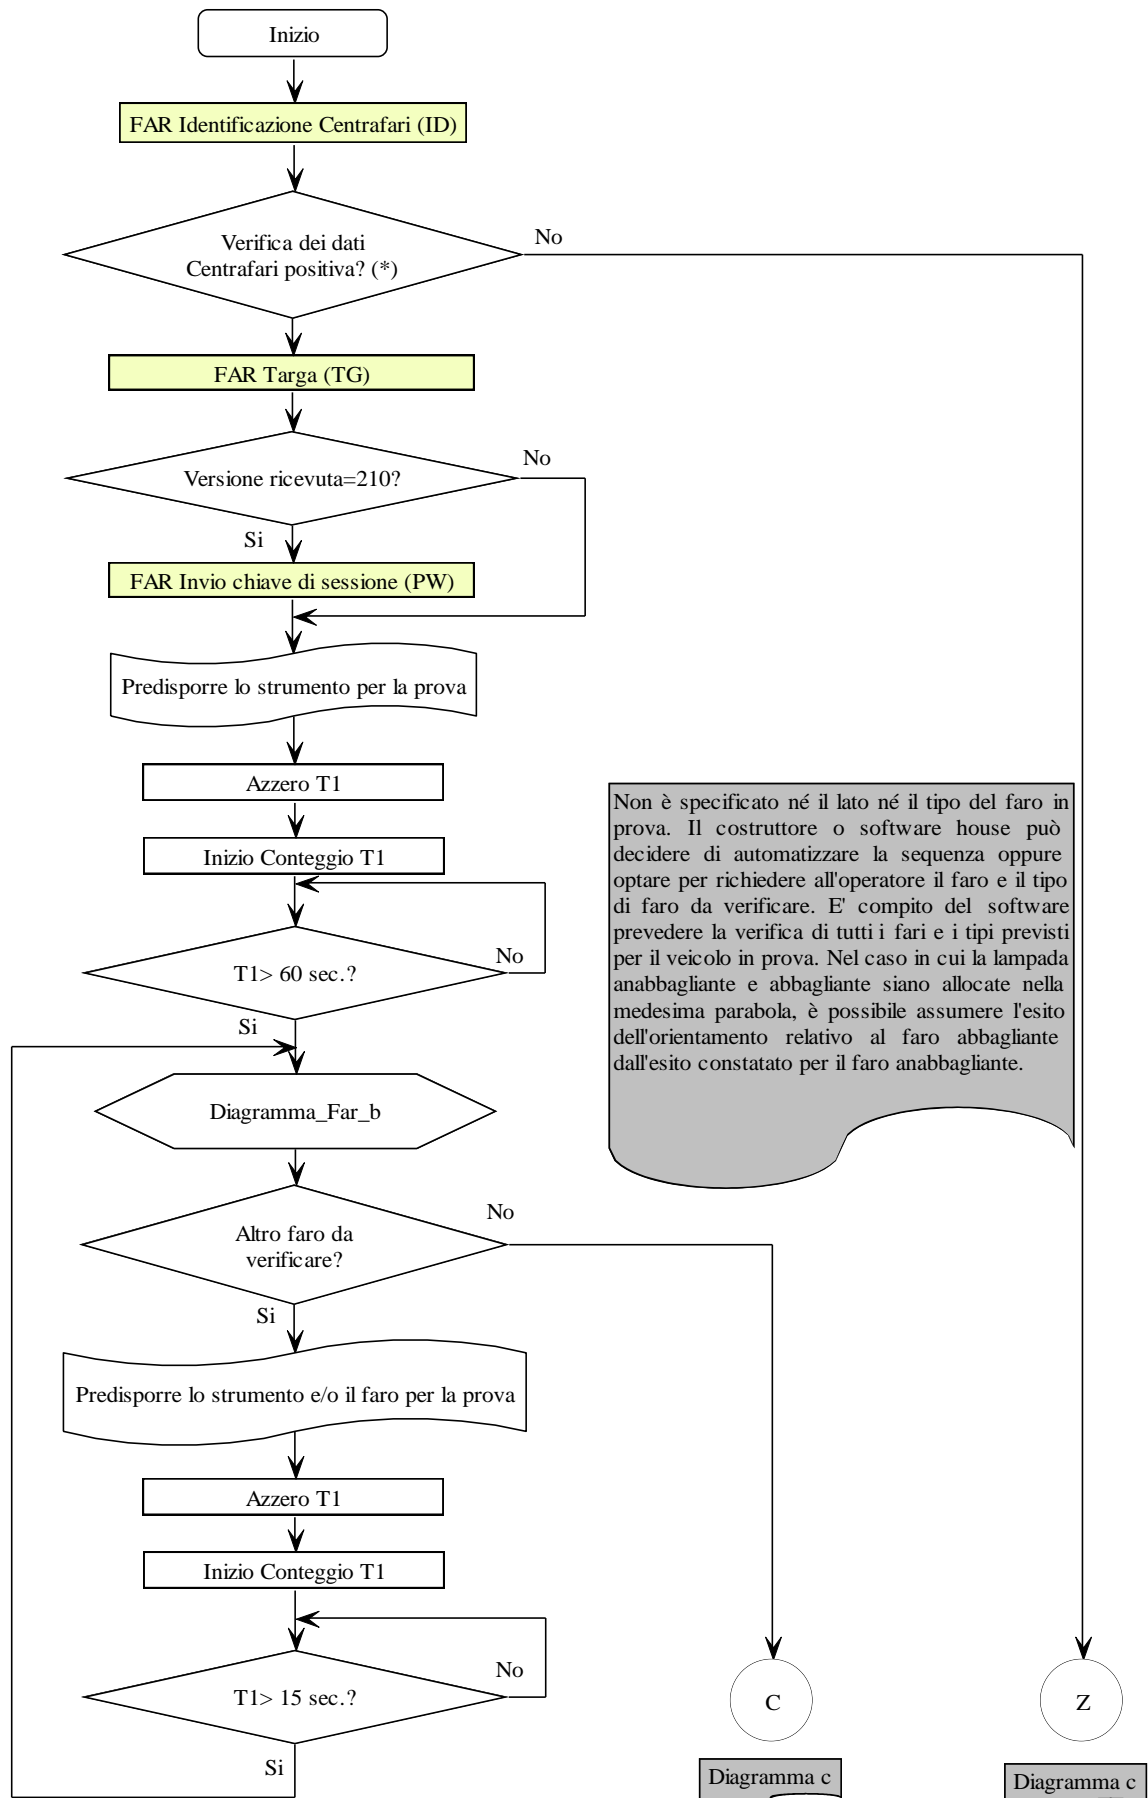 Inizio
FAR Identificazione Centrafari (ID)
Verifica dei dati
Centrafari positiva? (*)
No
FAR Targa (TG)
Versione ricevuta=210?
No
Si
FAR Invio chiave di sessione (PW)
Predisporre lo strumento per la prova
Azzero T1
Inizio Conteggio T1
T1> 60 sec.?
No
Si
Non è specificato né il lato né il tipo del faro in
prova. Il costruttore o software house può
decidere di automatizzare la sequenza oppure
optare per richiedere all'operatore il faro e il tipo
di faro da verificare. E' compito del software
prevedere la verifica di tutti i fari e i tipi previsti
per il veicolo in prova. Nel caso in cui la lampada
anabbagliante e abbagliante siano allocate nella
medesima parabola, è possibile assumere l'esito
dell'orientamento relativo al faro abbagliante
dall'esito constatato per il faro anabbagliante.
Diagramma_Far_b
Altro faro da
verificare?
No
Si
Predisporre lo strumento e/o il faro per la prova
Azzero T1
Inizio Conteggio T1
T1> 15 sec.?
No
Si
C
Z
Diagramma c
Diagramma c